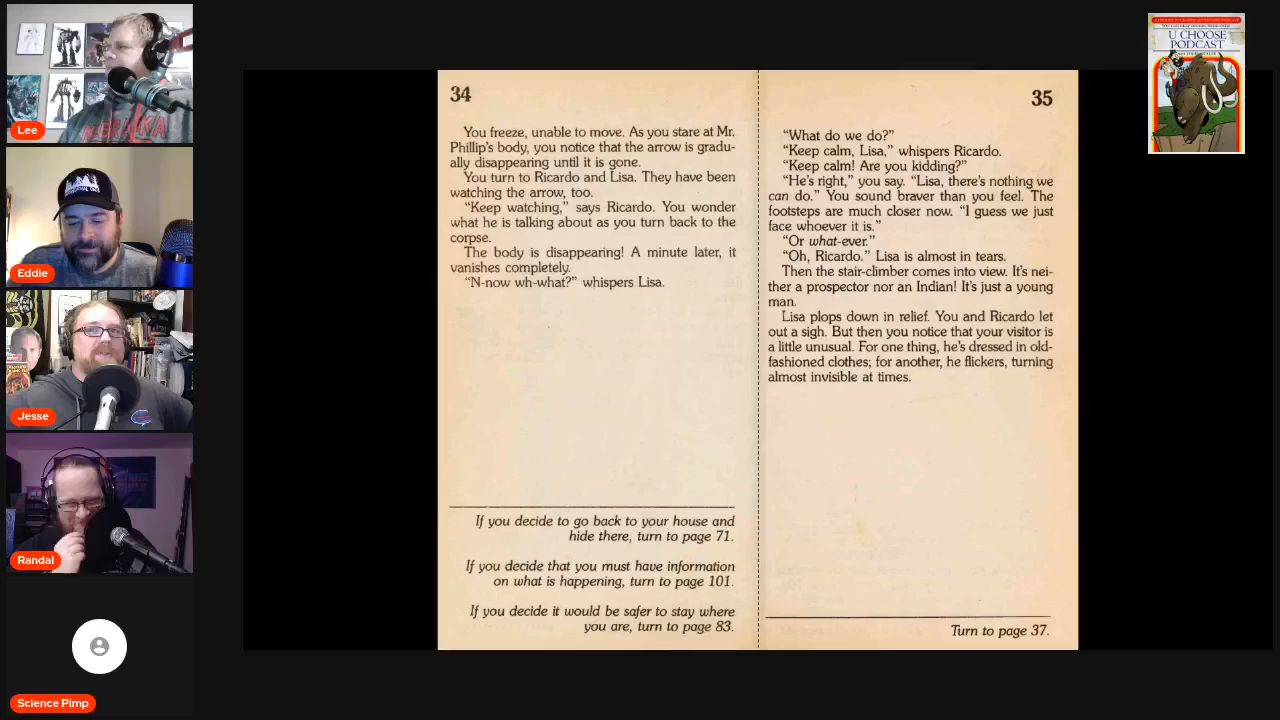 Lee
Eddie
Jesse
Randal
Science Pimp
34
You freeze, unable to move. As you stare at Mr.
Phillip's body, you notice that the arrow is gradu-
ally disappearing until it is gone.
You turn to Ricardo and Lisa. They have been
watching the arrow, too.
“Keep watching,” says Ricardo. You wonder
what he is talking about as you turn back to the
corpse.
The body is disappearing! A minute later, it
vanishes completely.
“N-now wh-what?” whispers Lisa.
If you decide to go back to your house and
hide there, turn to page 71.
If you decide that you must have information
on what is happening, turn to page 101.
If you decide it would be safer to stay where
you are, turn to page 83.
35
“What do we do?”
“Keep calm, Lisa,” whispers Ricardo.
“Keep calm! Are you kidding?”
“He's right,” you say. “Lisa, there's nothing we
can do.” You sound braver than you feel. The
footsteps are much closer now. “I guess we just
face whoever it is.”
“Or what-ever.”
“Oh, Ricardo.” Lisa is almost in tears.
Then the stair-climber comes into view. It's nei-
ther a prospector nor an Indian! It's just a young
man.
Lisa plops down in relief. You and Ricardo let
out a sigh. But then you notice that your visitor is
a little unusual. For one thing, he's dressed in old-
fashioned clothes; for another, he flickers, turning
almost invisible at times.
Turn to page 37.
U CHOOSE
PODCAST